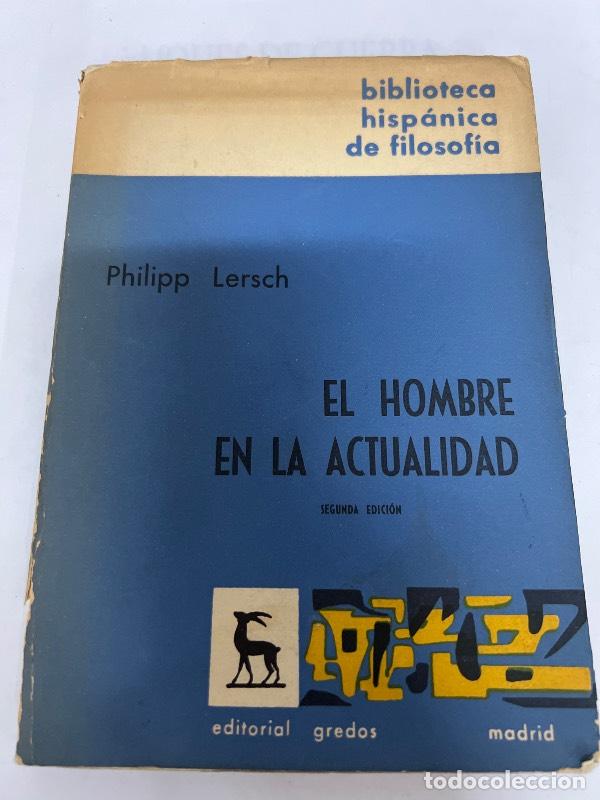 biblioteca
hispánica
de filosofía
Philipp Lersch
EL HOMBRE
EN LA ACTUALIDAD
SEGUNDA EDICIÓN
editorial gredos madrid
todocoleccion